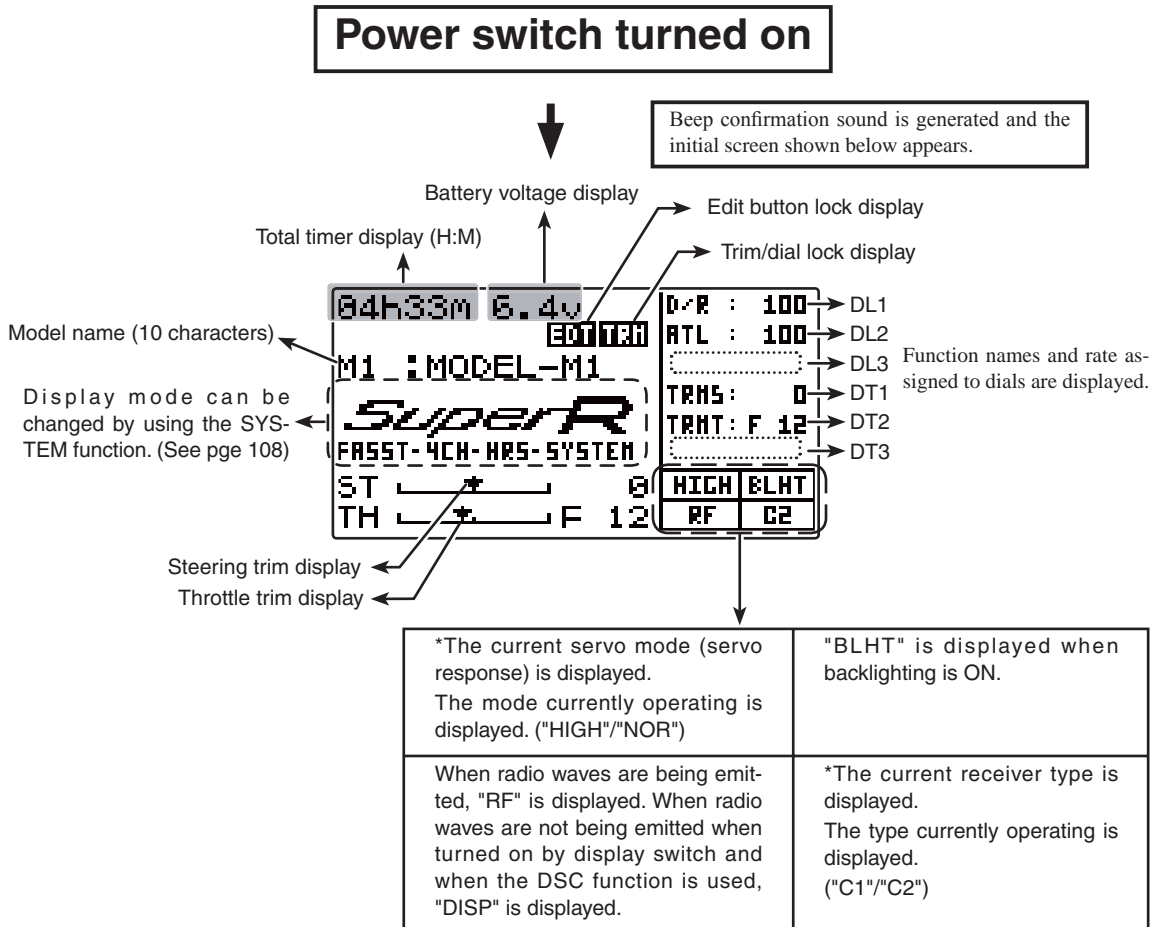 Power switch turned on
Beep confirmation sound is generated and the
initial screen shown below appears.
Battery voltage display
Edit button lock display
Total timer display (H:M)
Trim/dial lock display
04h33m 6.4v
EDT TRM
Model name (10 characters)
M1 :MODEL-M1
Display mode can be
changed by using the SYS-
TEM function. (See pge 108)
SuperR
FASST-4CH-HRS-SYSTEM
ST 0
TH F 12
D/R : 100
DL1
ATL : 100
DL2
DL3
TRMS: 0
DT1
TRMT: F 12
DT2
DT3
Function names and rate as-
signed to dials are displayed.
HIGH BLHT
RF C2
Steering trim display
Throttle trim display
*The current servo mode (servo
response) is displayed.
The mode currently operating is
displayed. ("HIGH"/"NOR")
"BLHT" is displayed when
backlighting is ON.
When radio waves are being emit-
ted, "RF" is displayed. When radio
waves are not being emitted when
turned on by display switch and
when the DSC function is used,
"DISP" is displayed.
*The current receiver type is
displayed.
The type currently operating is
displayed.
("C1"/"C2")